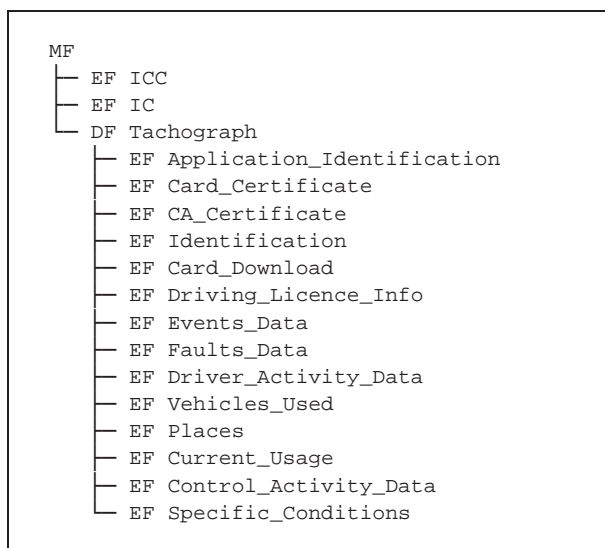 MF
EF ICC
EF IC
DF Tachograph
EF Application_Identification
EF Card_Certificate
EF CA_Certificate
EF Identification
EF Card_Download
EF Driving_Licence_Info
EF Events_Data
EF Faults_Data
EF Driver_Activity_Data
EF Vehicles_Used
EF Places
EF Current_Usage
EF Control_Activity_Data
EF Specific_Conditions